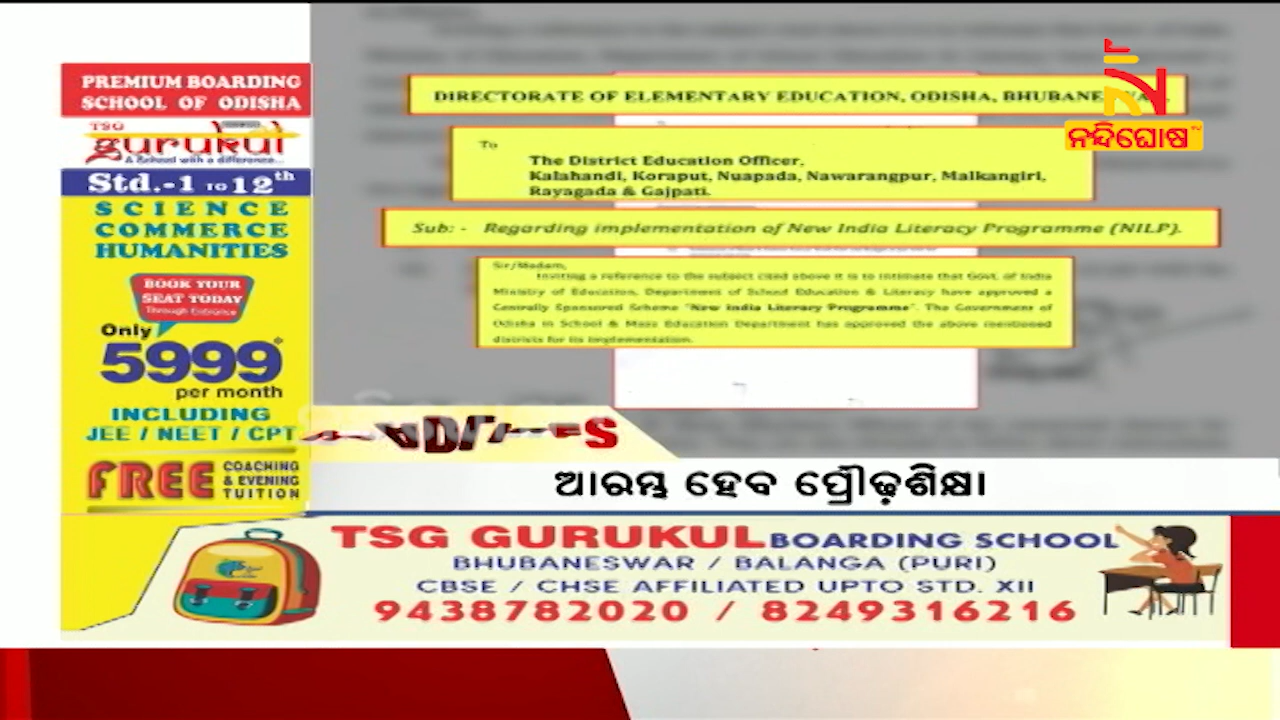 PREMIUM BOARDING
SCHOOL OF ODISHA
TSG
gurukul
A School with a difference...
Std.-1 TO 12th
SCIENCE
COMMERCE
HUMANITIES
BOOK YOUR
SEAT TODAY
Through Entrance
Only
5999
per month
INCLUDING
JEE / NEET / CPT
FREE COACHING
& EVENING
TUITION
DIRECTORATE OF ELEMENTARY EDUCATION, ODISHA,
ନନ୍ଦିଘୋଷ
To
The District Education Officer,
Kalahandi, Koraput, Nuapada, Nawarangpur, Malkangiri,
Rayagada & Gajpati.
Sub: - Regarding implementation of New India Literacy Programme (NILP).
Sir/Madam,
Inviting a reference to the subject cited above it is to intimate that Govt. of India
Ministry of Education, Department of School Education & Literacy have approved a
Centrally Sponsored Scheme "New India Literacy Programme". The Government of
Odisha in School & Mass Education Department has approved the above mentioned
districts for its implementation.
ଆରମ୍ଭ ହେବ ପ୍ରୌଢ଼ଶିକ୍ଷା
TSG GURUKUL BOARDING SCHOOL
BHUBANESWAR / BALANGA (PURI)
CBSE / CHSE AFFILIATED UPTO STD. XII
9438782020 / 8249316216